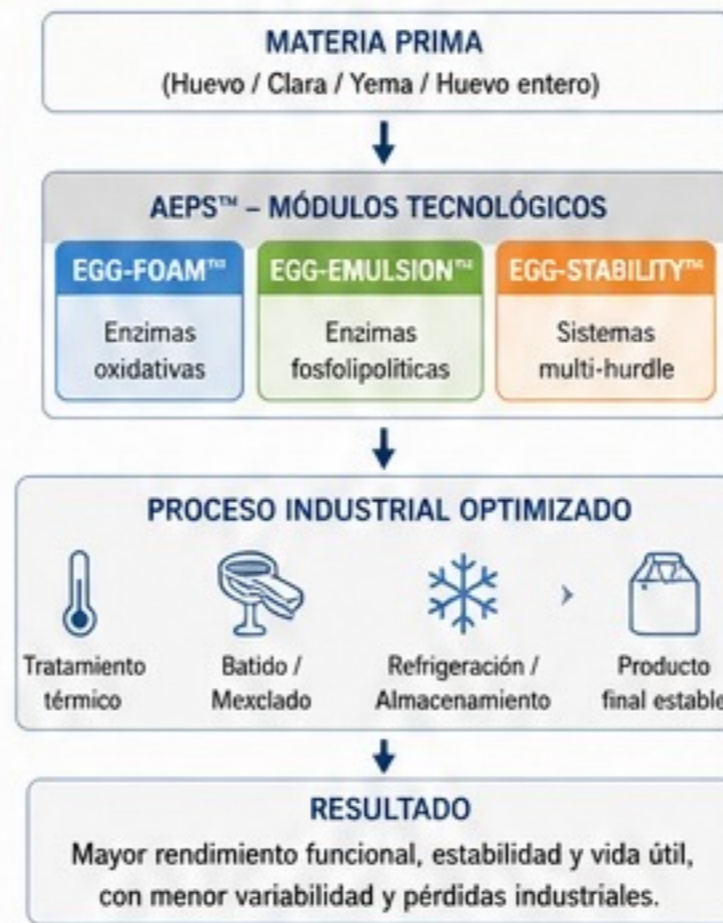 MATERIA PRIMA
(Huevo / Clara / Yema / Huevo entero)
AEPS™ – MÓDULOS TECNOLÓGICOS
EGG-FOAM™
EGG-EMULSION™
EGG-STABILITY™
Enzimas
oxidativas
Enzimas
fosfolipolíticas
Sistemas
multi-hurdle
PROCESO INDUSTRIAL OPTIMIZADO
Tratamiento
térmico
Batido /
Mexclado
Refrigeración /
Almacenamiento
Producto
final estable
RESULTADO
Mayor rendimiento funcional, estabilidad y vida útil,
con menor variabilidad y pérdidas industriales.